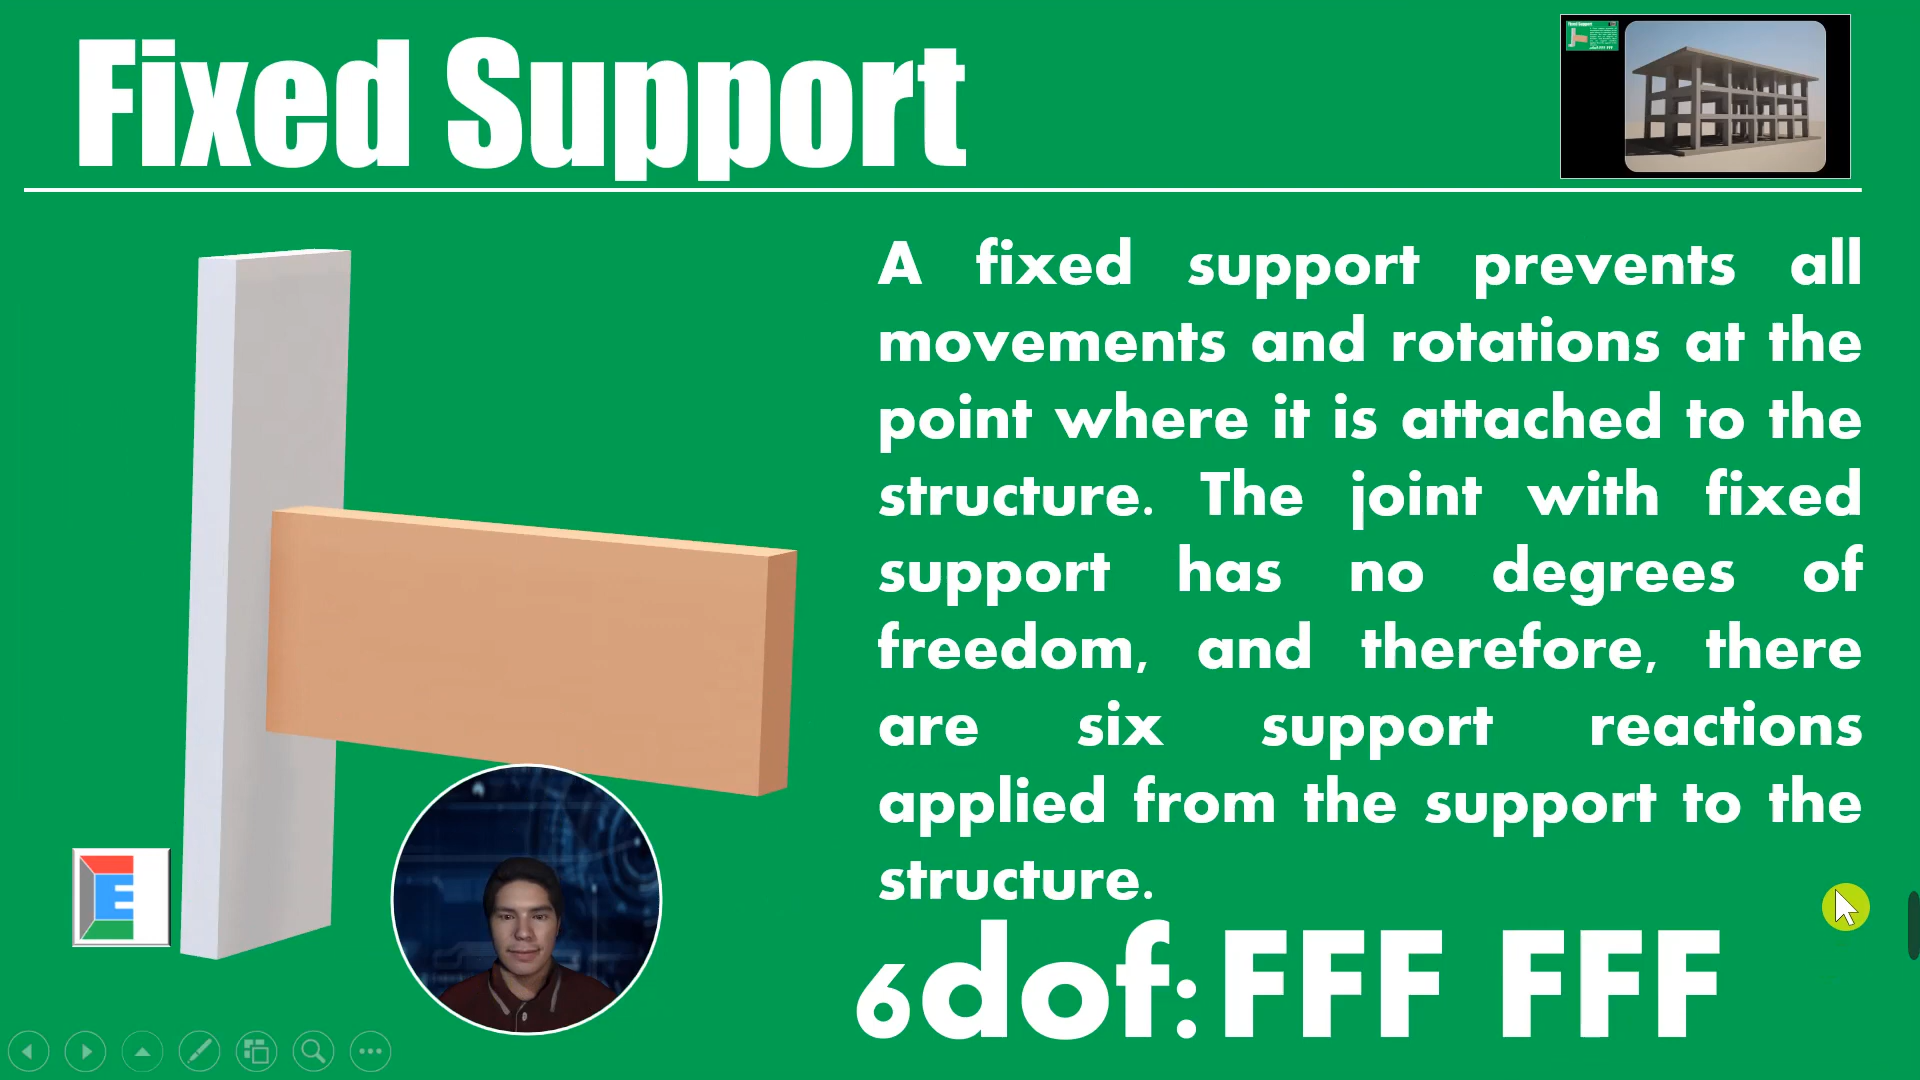 Fixed Support
A fixed support prevents all
movements and rotations at the
point where it is attached to the
structure. The joint with fixed
support has no degrees of
freedom, and therefore, there
are six support reactions
applied from the support to the
structure.
6dof: FFF FFF
E